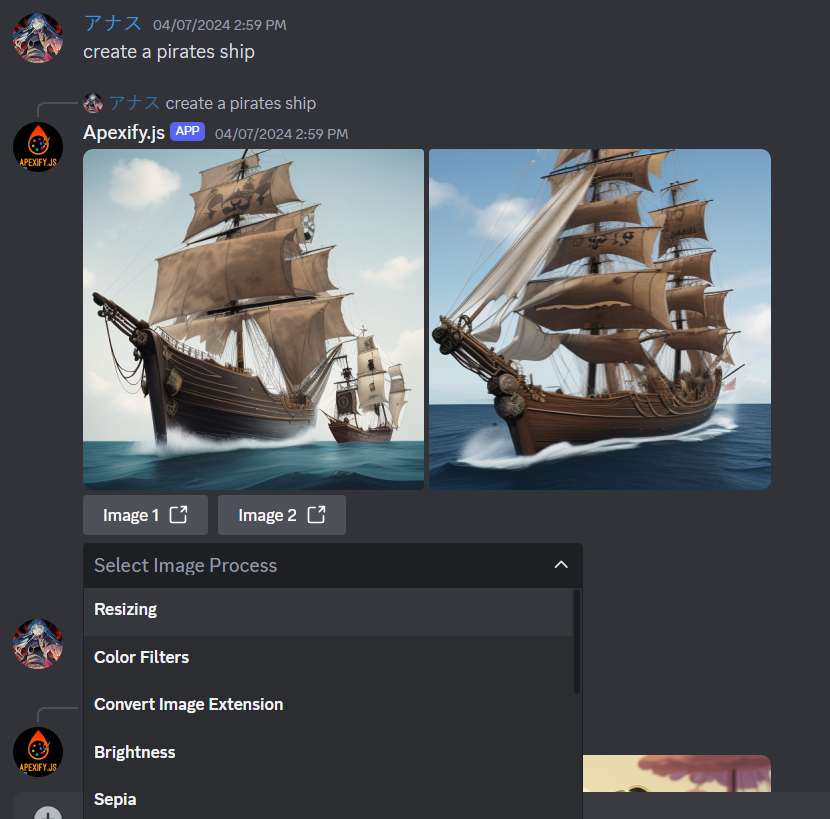 アナス 04/07/2024 2:59 PM
create a pirates ship
アナス create a pirates ship
APEXIFY.JS
Apexify.js APP 04/07/2024 2:59 PM
Image 1
Image 2
Select Image Process
Resizing
Color Filters
Convert Image Extension
Brightness
APEXIFY.JS
Sepia